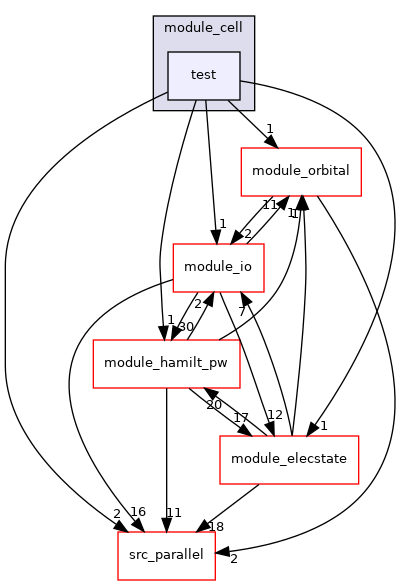 module_cell
test
1
module_orbital
11
1
1
1
2
module_io
1
2
30
7
module_hamilt_pw
20
17
12
1
module_elecstate
2
16
11
18
2
src_parallel